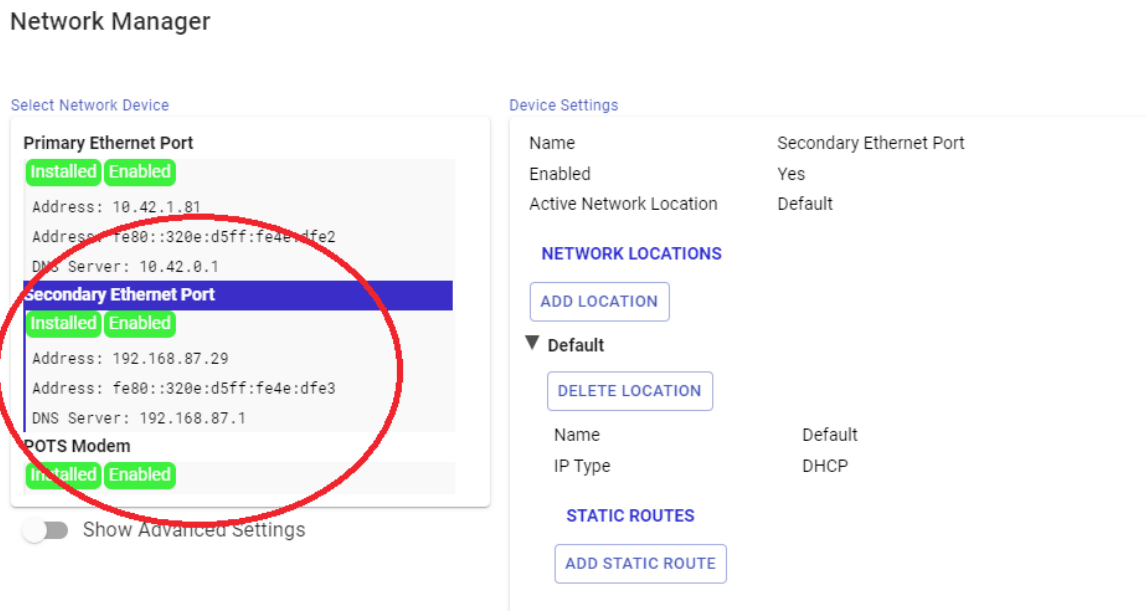 Network Manager
Select Network Device
Primary Ethernet Port
Installed Enabled
Address: 10.42.1.81
Address: fe80::320e:d5ff:fe4e:dfe2
DNS Server: 10.42.0.1
Secondary Ethernet Port
Installed Enabled
Address: 192.168.87.29
Address: fe80::320e:d5ff:fe4e:dfe3
DNS Server: 192.168.87.1
POTS Modem
Installed Enabled
Show Advanced Settings
Device Settings
Name Secondary Ethernet Port
Enabled Yes
Active Network Location Default
NETWORK LOCATIONS
ADD LOCATION
Default
DELETE LOCATION
Name Default
IP Type DHCP
STATIC ROUTES
ADD STATIC ROUTE